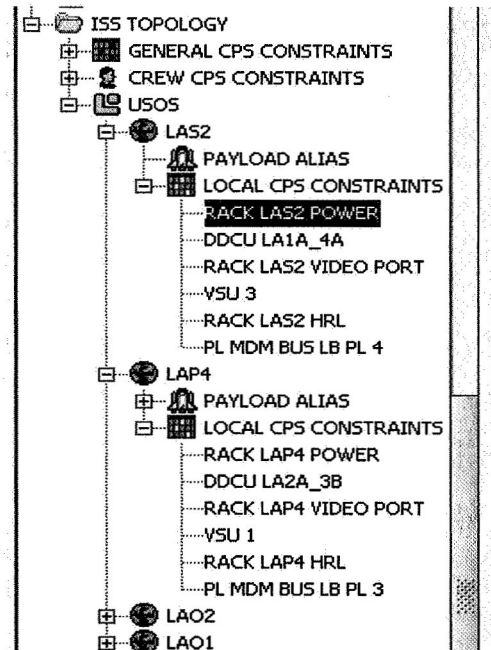 ISS TOPOLOGY
GENERAL CPS CONSTRAINTS
CREW CPS CONSTRAINTS
USOS
LAS2
PAYLOAD ALIAS
LOCAL CPS CONSTRAINTS
RACK LAS2 POWER
DDCU LA1A_4A
RACK LAS2 VIDEO PORT
VSU 3
RACK LAS2 HRL
PL MDM BUS LB PL 4
LAP4
PAYLOAD ALIAS
LOCAL CPS CONSTRAINTS
RACK LAP4 POWER
DDCU LA2A_3B
RACK LAP4 VIDEO PORT
VSU 1
RACK LAP4 HRL
PL MDM BUS LB PL 3
LAO2
LAO1